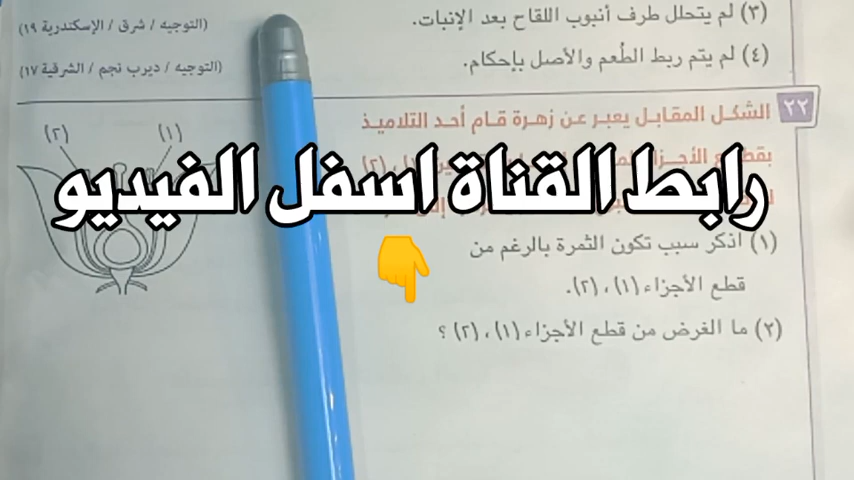 (٣) لم يتحلل طرف أنبوب اللقاح بعد الإنبات.
(التوجيه / شرق / الإسكندرية ١٩)
(٤) لم يتم ربط الطُعم والأصل بإحكام.
(التوجيه / ديرب نجم / الشرقية ١٧)
٢٢ الشكل المقابل يعبر عن زهرة قام أحد التلاميذ
(١)
(٢)
رابط القناة اسفل الفيديو
👇
(١) اذكر سبب تكون الثمرة بالرغم من
قطع الأجزاء (١) ، (٢).
(٢) ما الغرض من قطع الأجزاء (١) ، (٢) ؟